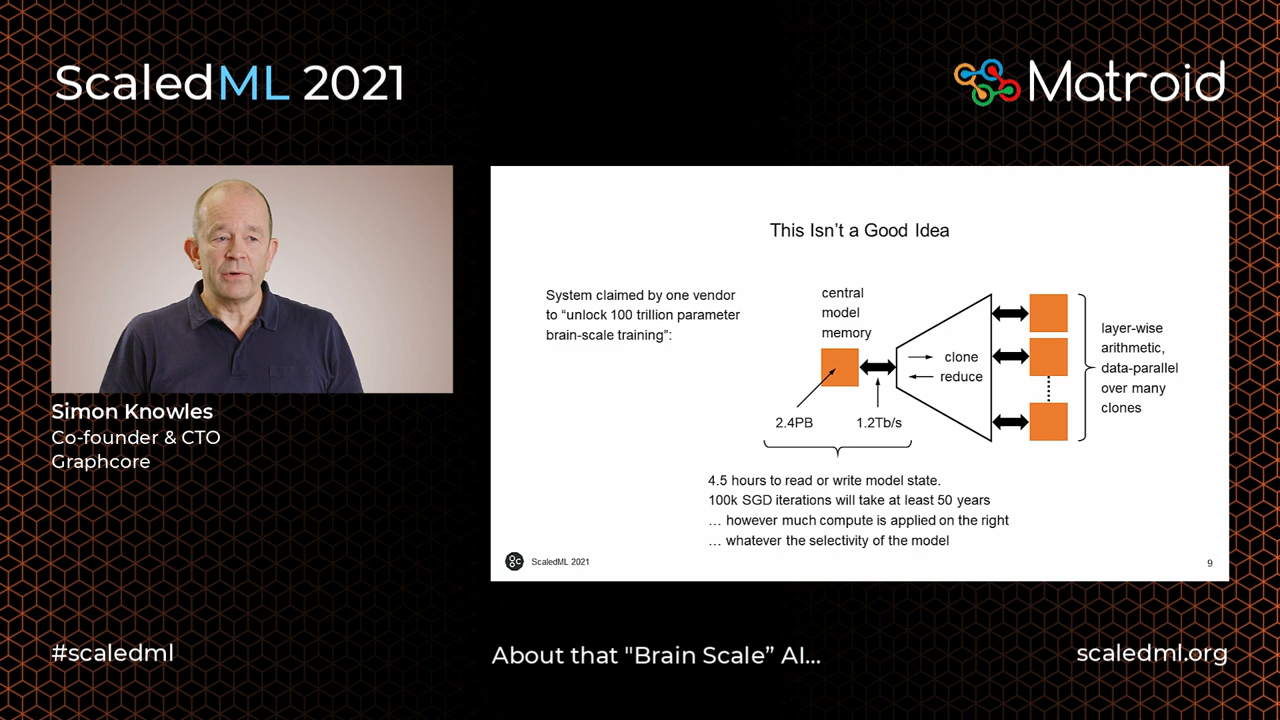 ScaledML 2021
Matroid
Simon Knowles
Co-founder & CTO
Graphcore
This Isn't a Good Idea
System claimed by one vendor
to “unlock 100 trillion parameter
brain-scale training”:
central
model
memory
clone
reduce
2.4PB
1.2Tb/s
layer-wise
arithmetic,
data-parallel
over many
clones
4.5 hours to read or write model state.
100k SGD iterations will take at least 50 years
… however much compute is applied on the right
… whatever the selectivity of the model
ScaledML 2021
9
#scaledml
About that "Brain Scale” AI...
scaledml.org